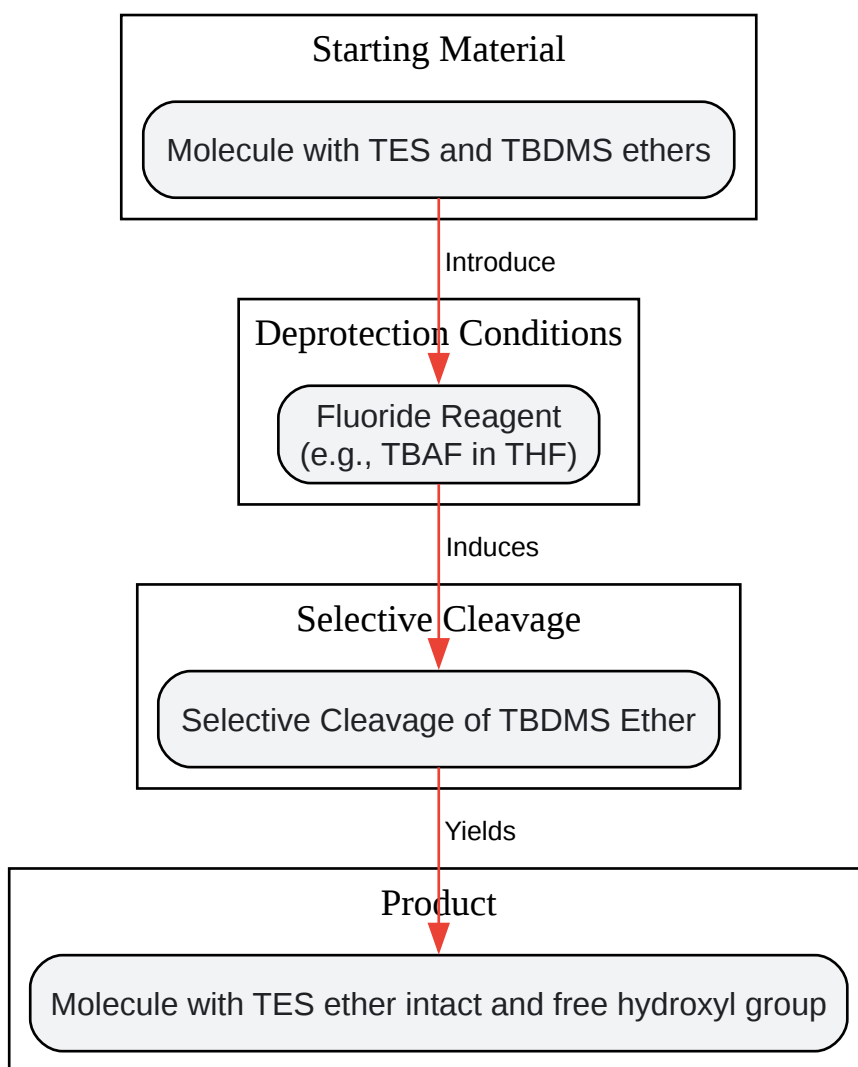 Starting Material
Molecule with TES and TBDMS ethers
Introduce
Deprotection Conditions
Fluoride Reagent
(e.g., TBAF in THF)
Induces
Selective Cleavage
Selective Cleavage of TBDMS Ether
Yields
Product
Molecule with TES ether intact and free hydroxyl group